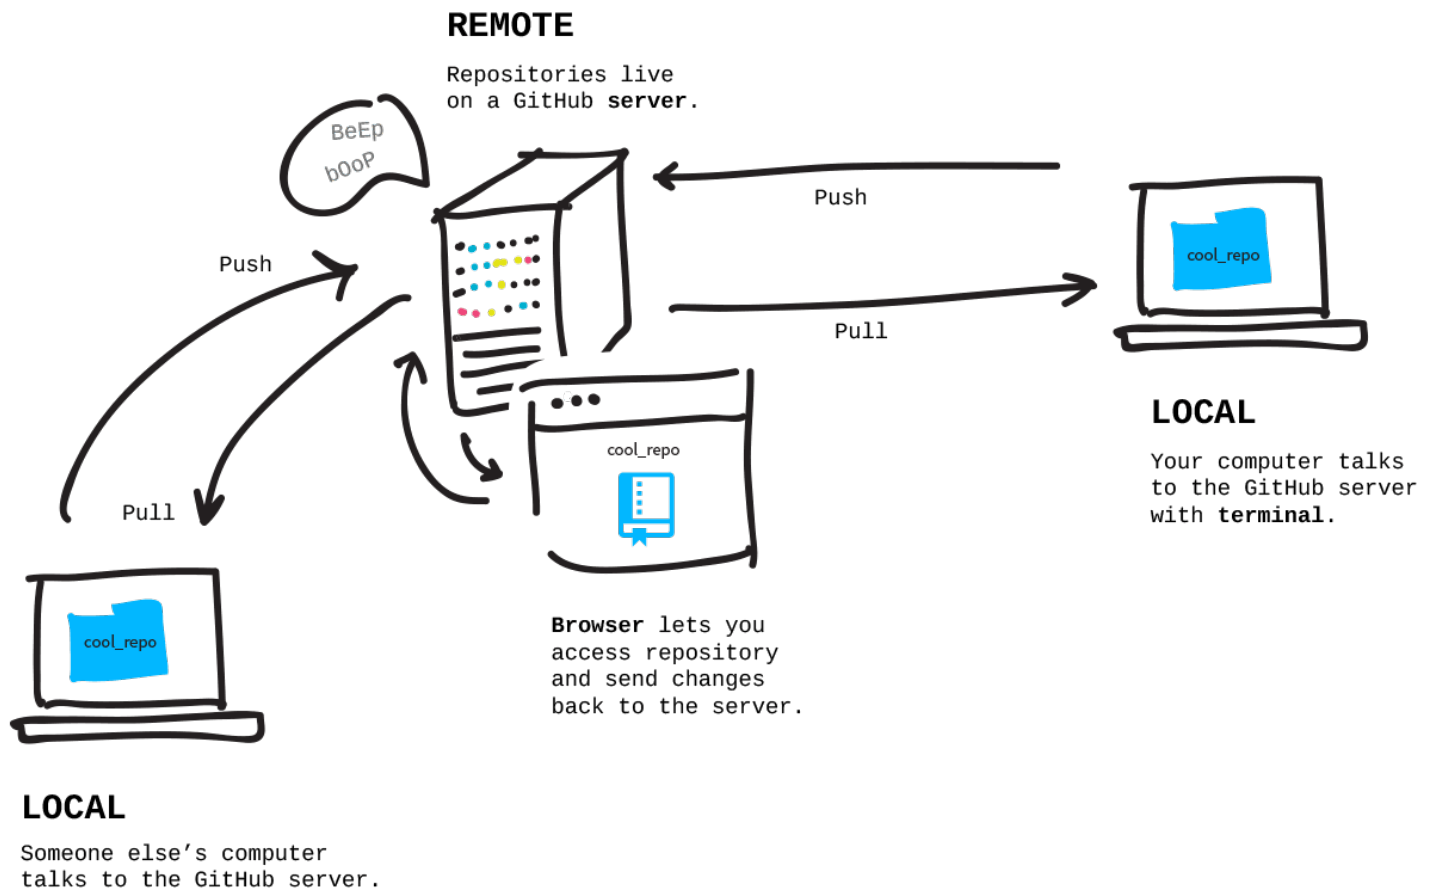 REMOTE
Repositories live
on a GitHub server.
BeEp
bOoP
Push
Pull
Push
Pull
cool_repo
LOCAL
Your computer talks
to the GitHub server
with terminal.
cool_repo
Browser lets you
access repository
and send changes
back to the server.
cool_repo
LOCAL
Someone else’s computer
talks to the GitHub server.